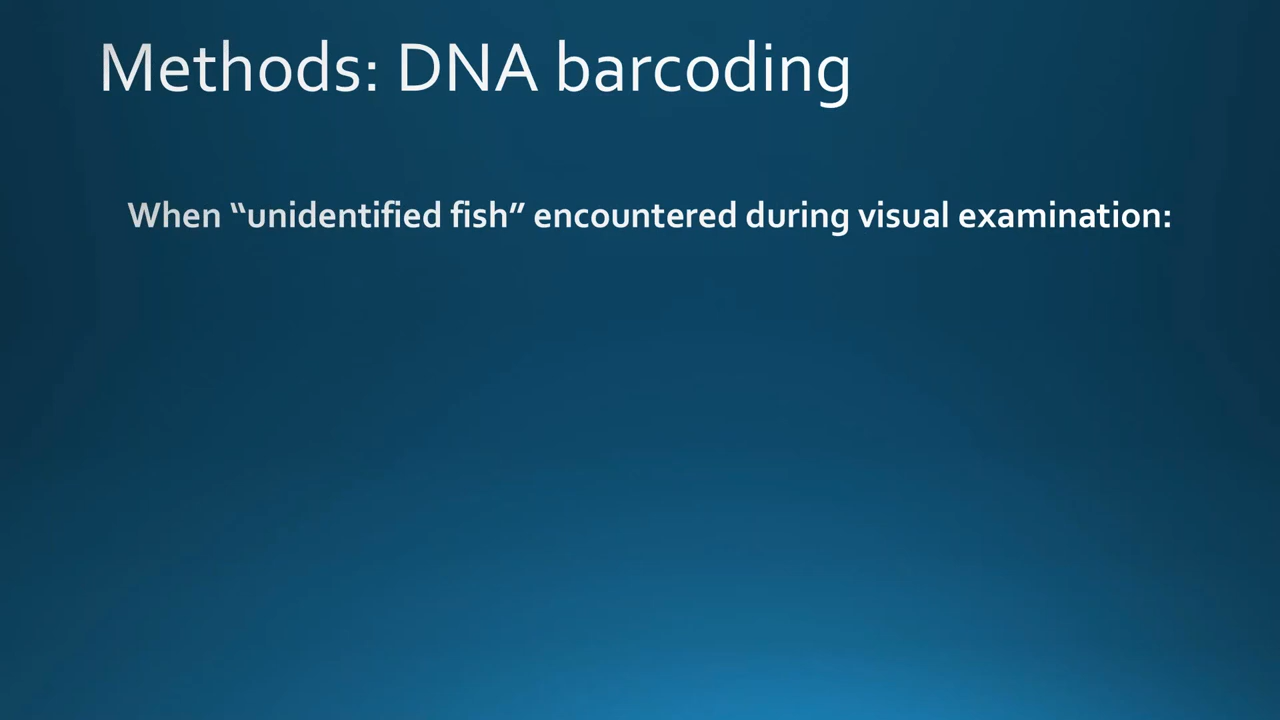 Methods: DNA barcoding
When “unidentified fish” encountered during visual examination: